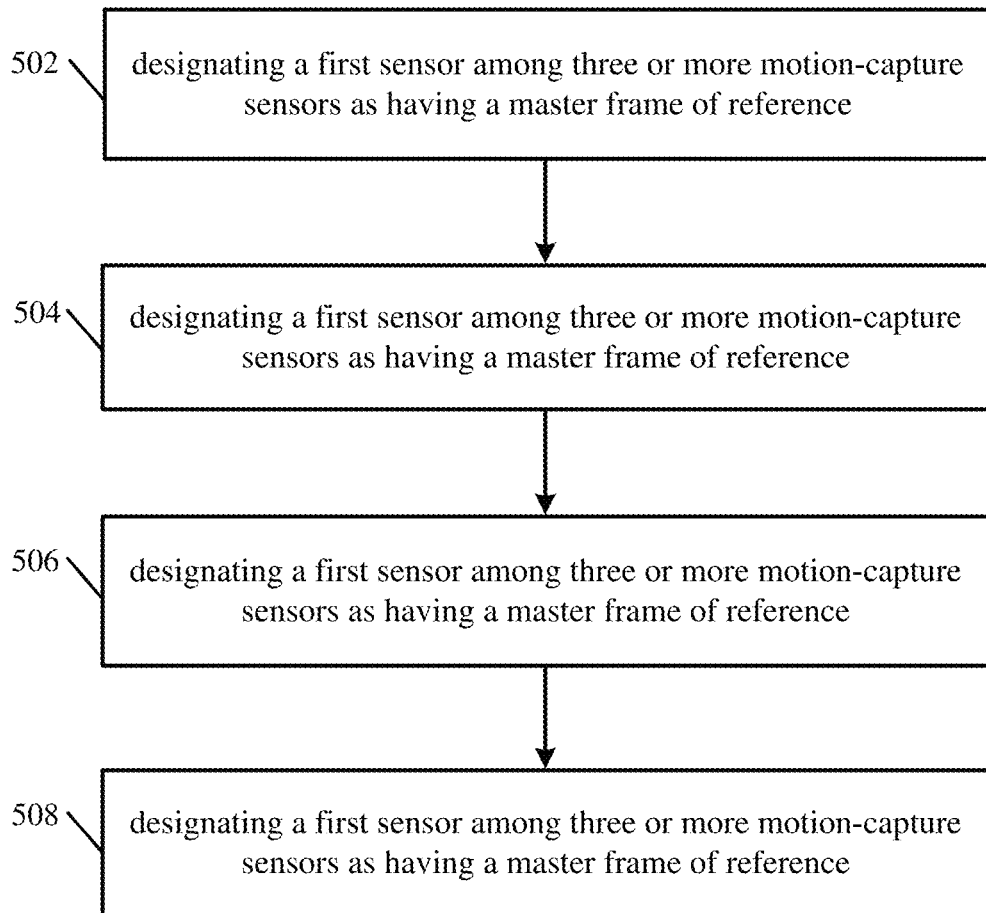 502
designating a first sensor among three or more motion-capture
sensors as having a master frame of reference
504
designating a first sensor among three or more motion-capture
sensors as having a master frame of reference
506
designating a first sensor among three or more motion-capture
sensors as having a master frame of reference
508
designating a first sensor among three or more motion-capture
sensors as having a master frame of reference